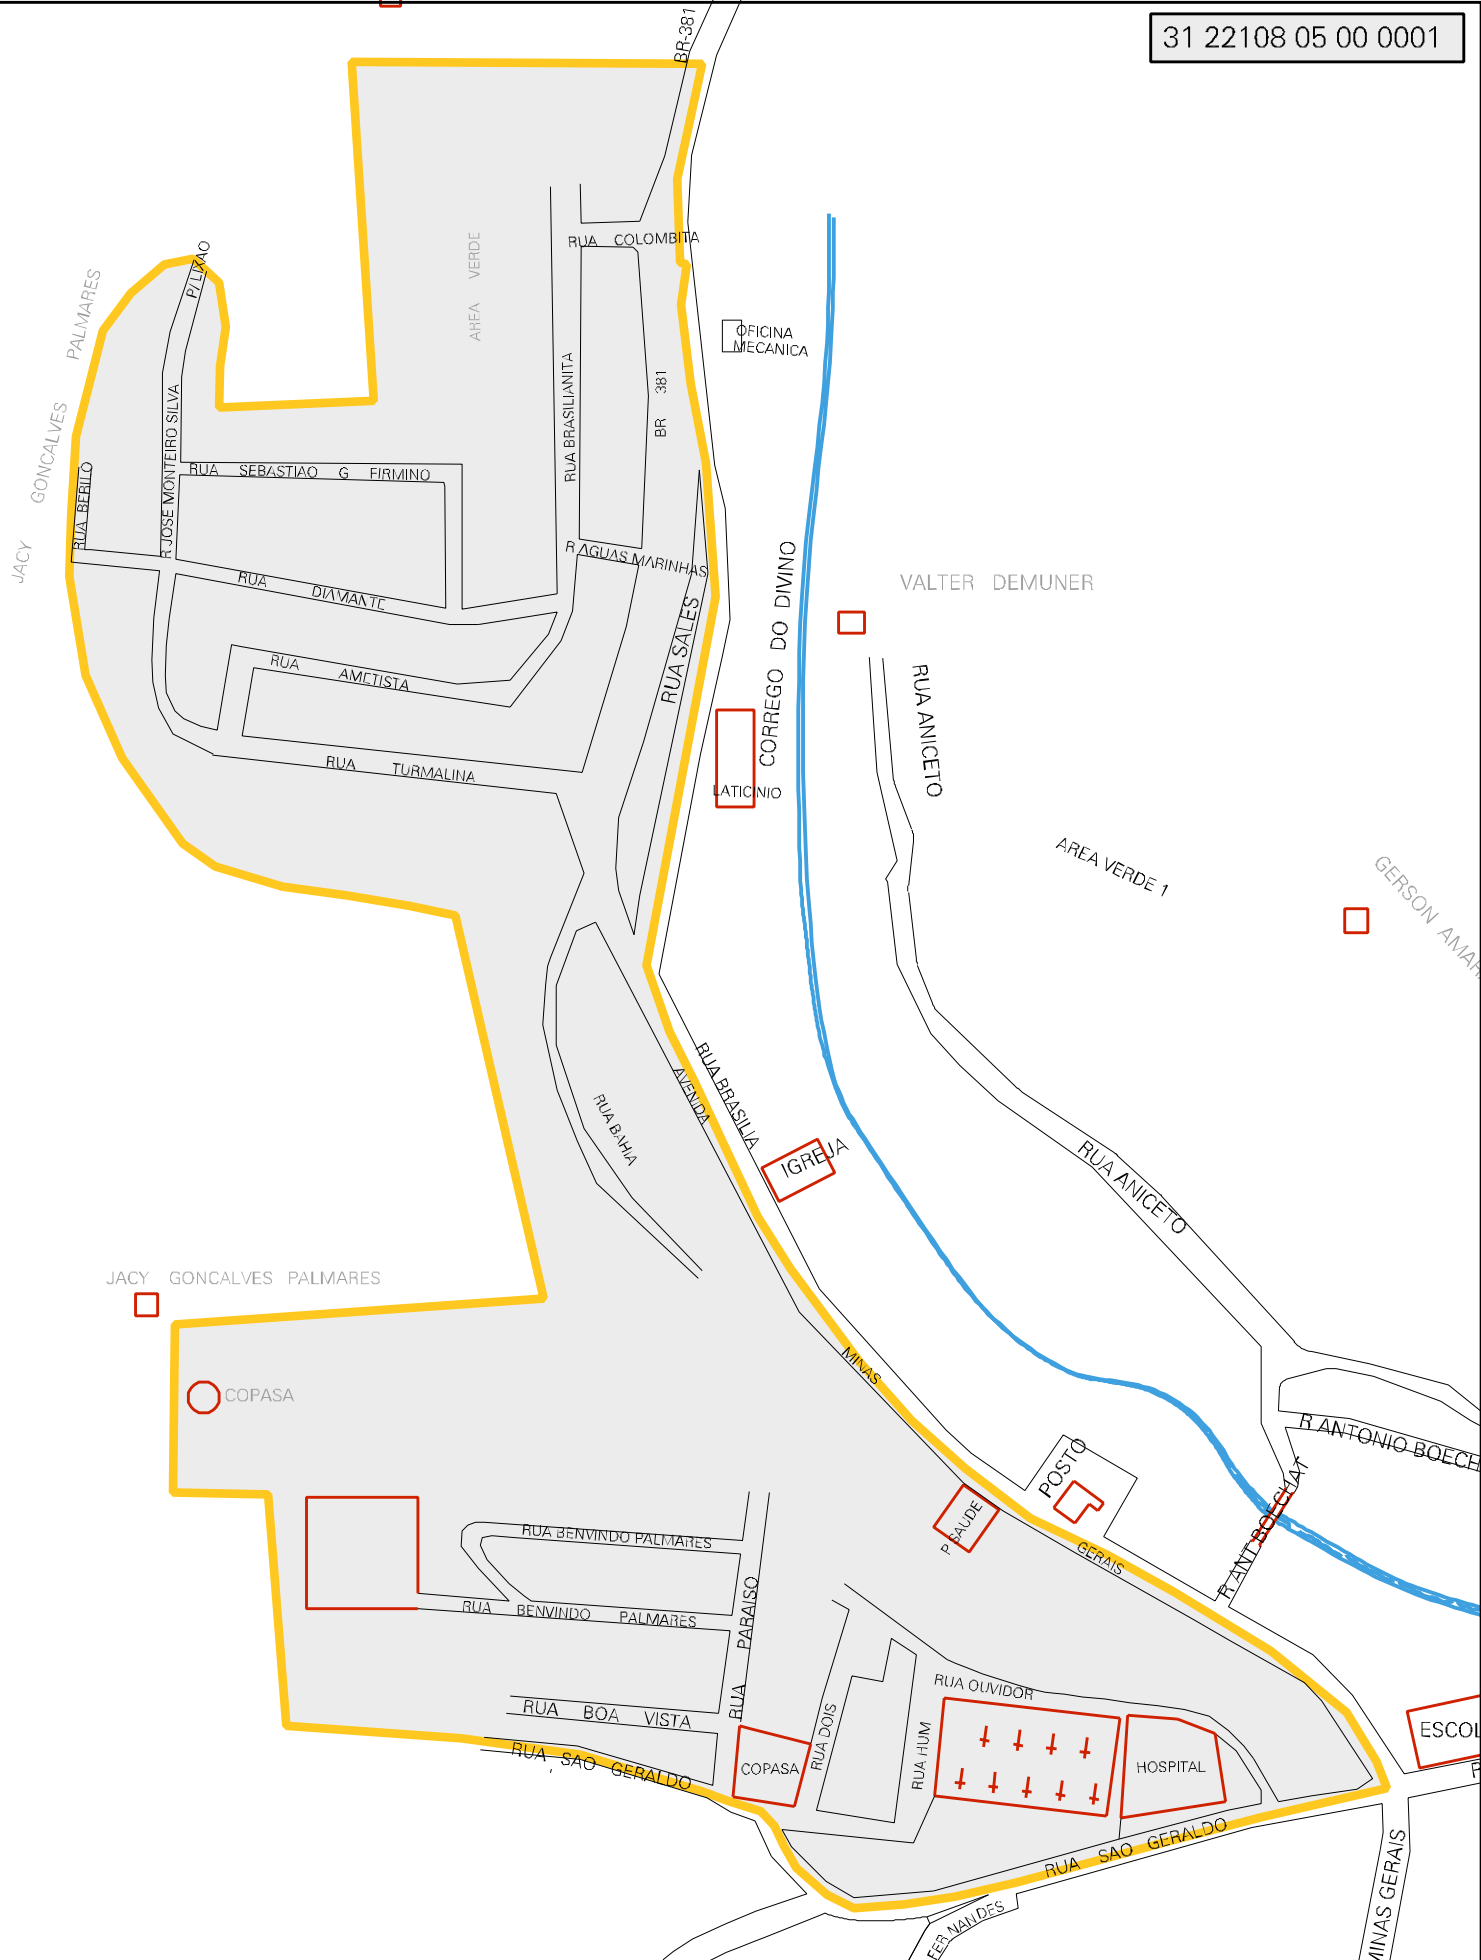 31 22108 05 00 0001
BR-381
RUA COLOMBITA
AREA VERDE
P/ LIXAO
JACY GONCALVES PALMARES
OFICINA
MECANICA
RUA BRASILIANITA
BR 381
R JOSE MONTEIRO SILVA
RUA SEBASTIAO G FIRMINO
RUA BERILO
R AGUAS MARINHAS
RUA DIAMANTE
VALTER DEMUNER
CORREGO DO DIVINO
RUA SALES
RUA AMETISTA
RUA ANICETO
RUA TURMALINA
LATICINIO
AREA VERDE 1
GERSON AMAR
RUA BRASILIA
AVENIDA MINAS GERAIS
RUA BAHIA
IGREJA
RUA ANICETO
JACY GONCALVES PALMARES
COPASA
R ANTONIO BOECH
POSTO
R ANT.BOECHAT
P SAUDE
RUA BENVINDO PALMARES
RUA BENVINDO PALMARES
RUA PARAISO
RUA OUVIDOR
RUA BOA VISTA
RUA DOIS
RUA HUM
ESCOL
RUA SAO GERALDO
COPASA
HOSPITAL
R
RUA SAO GERALDO
MINAS GERAIS
FER NANDES